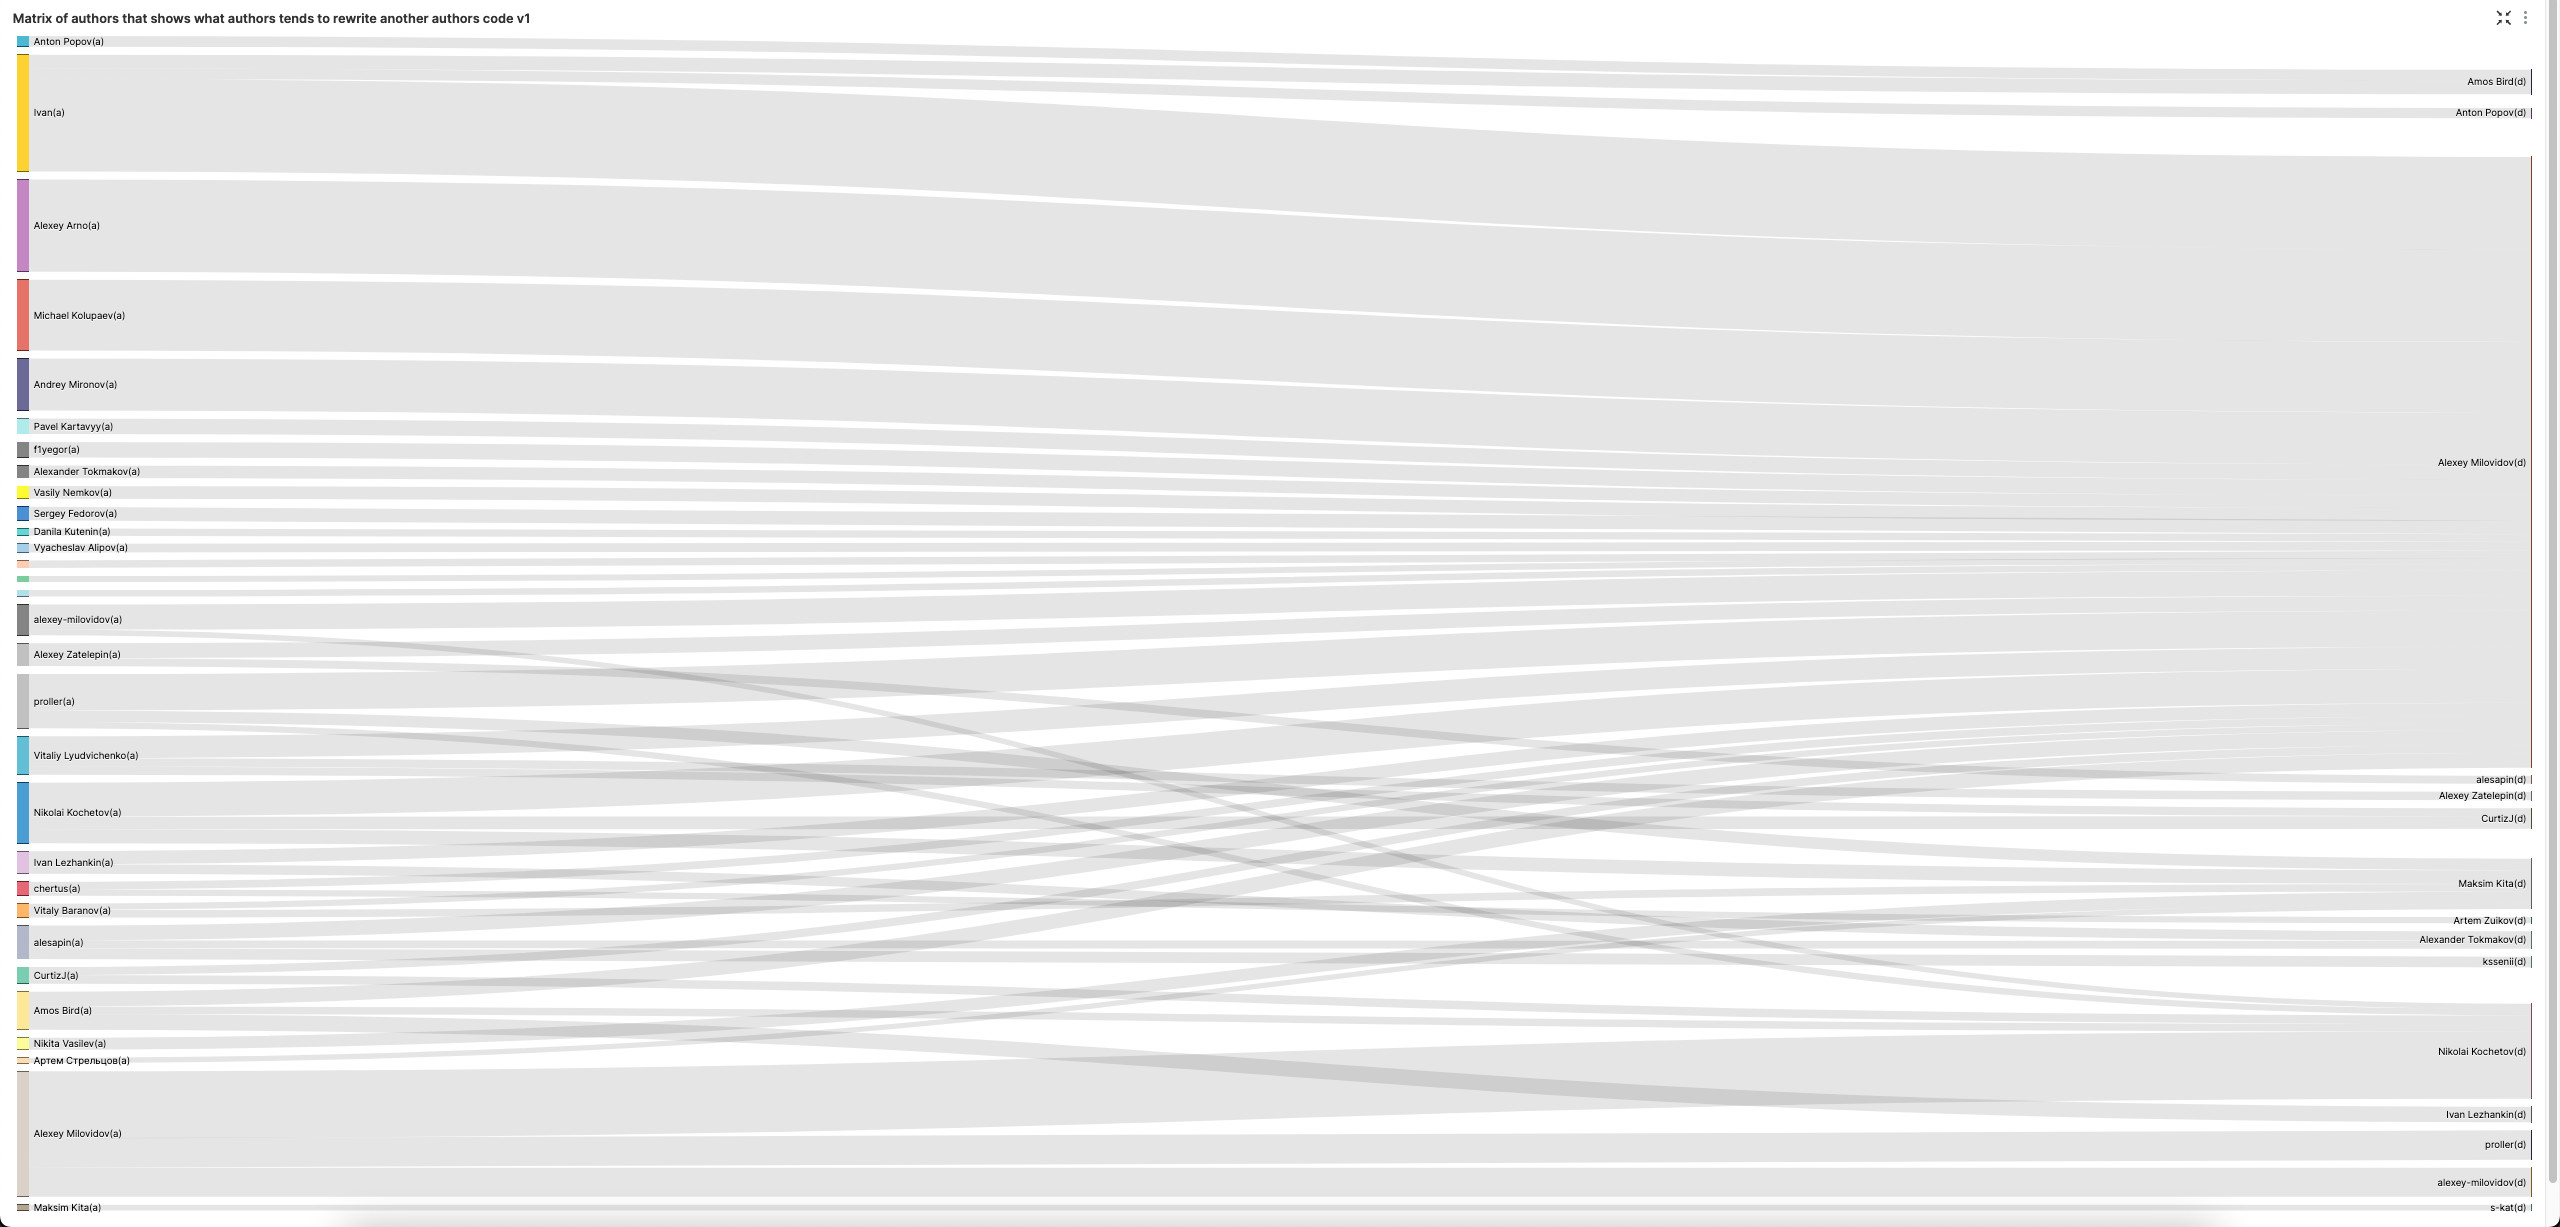 Matrix of authors that shows what authors tends to rewrite another authors code v1
Anton Popov(a)
Ivan(a)
Alexey Arno(a)
Michael Kolupaev(a)
Andrey Mironov(a)
Pavel Kartavyy(a)
f1yegor(a)
Alexander Tokmakov(a)
Vasily Nemkov(a)
Sergey Fedorov(a)
Danila Kutenin(a)
Vyacheslav Alipov(a)
alexey-milovidov(a)
Alexey Zatelepin(a)
proller(a)
Vitaliy Lyudvichenko(a)
Nikolai Kochetov(a)
Ivan Lezhankin(a)
chertus(a)
Vitaly Baranov(a)
alesapin(a)
CurtizJ(a)
Amos Bird(a)
Nikita Vasilev(a)
Артем Стрельцов(a)
Alexey Milovidov(a)
Maksim Kita(a)
Amos Bird(d)
Anton Popov(d)
Alexey Milovidov(d)
alesapin(d)
Alexey Zatelepin(d)
CurtizJ(d)
Maksim Kita(d)
Artem Zuikov(d)
Alexander Tokmakov(d)
kssenii(d)
Nikolai Kochetov(d)
Ivan Lezhankin(d)
proller(d)
alexey-milovidov(d)
s-kat(d)